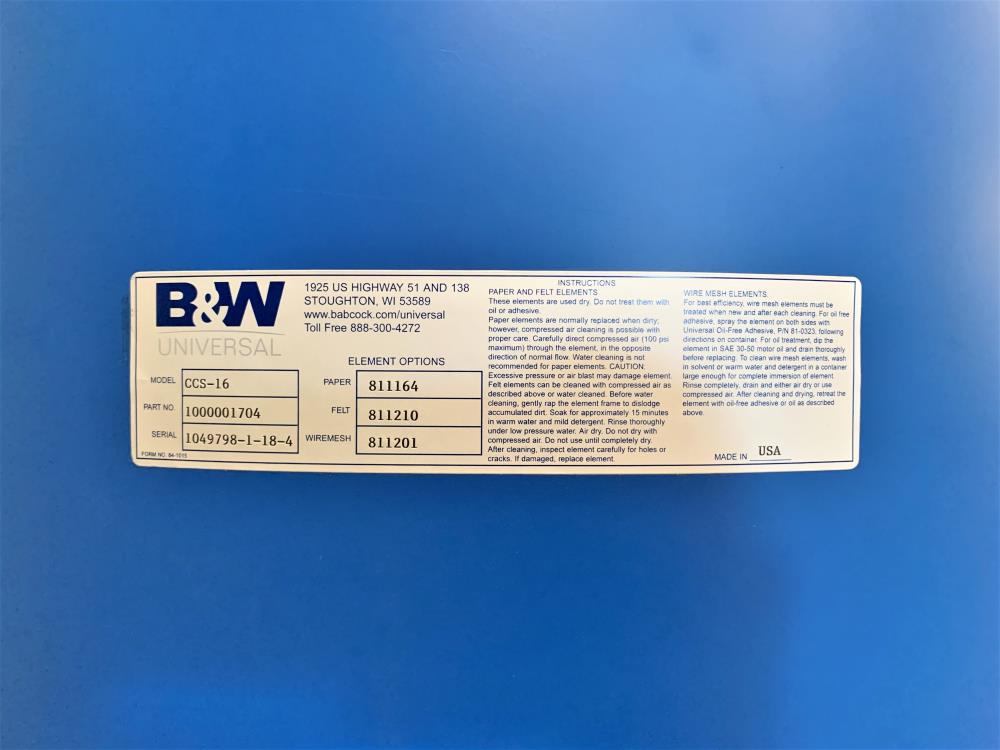 B&W
UNIVERSAL
1925 US HIGHWAY 51 AND 138
STOUGHTON, WI 53589
www.babcock.com/universal
Toll Free 888-300-4272
ELEMENT OPTIONS
MODEL CCS-16
PART NO. 1000001704
SERIAL 1049798-1-18-4
FORM NO. 84-1015
PAPER 811164
FELT 811210
WIREMESH 811201
INSTRUCTIONS
PAPER AND FELT ELEMENTS
These elements are used dry. Do not treat them with
oil or adhesive.
Paper elements are normally replaced when dirty;
however, compressed air cleaning is possible with
proper care. Carefully direct compressed air (100 psi
maximum) through the element, in the opposite
direction of normal flow. Water cleaning is not
recommended for paper elements. CAUTION:
Excessive pressure or air blast may damage element.
Felt elements can be cleaned with compressed air as
described above or water cleaned. Before water
cleaning, gently rap the element frame to dislodge
accumulated dirt. Soak for approximately 15 minutes
in warm water and mild detergent. Rinse thoroughly
under low pressure water. Air dry. Do not dry with
compressed air. Do not use until completely dry.
After cleaning, inspect element carefully for holes or
cracks. If damaged, replace element.
WIRE MESH ELEMENTS.
For best efficiency, wire mesh elements must be
treated when new and after each cleaning. For oil free
adhesive, spray the element on both sides with
Universal Oil-Free Adhesive, P/N 81-0323, following
directions on container. For oil treatment, dip the
element in SAE 30-50 motor oil and drain thoroughly
before replacing. To clean wire mesh elements, wash
in solvent or warm water and detergent in a container
large enough for complete immersion of element.
Rinse completely, drain and either air dry or use
compressed air. After cleaning and drying, retreat the
element with oil-free adhesive or oil as described
above.
MADE IN USA